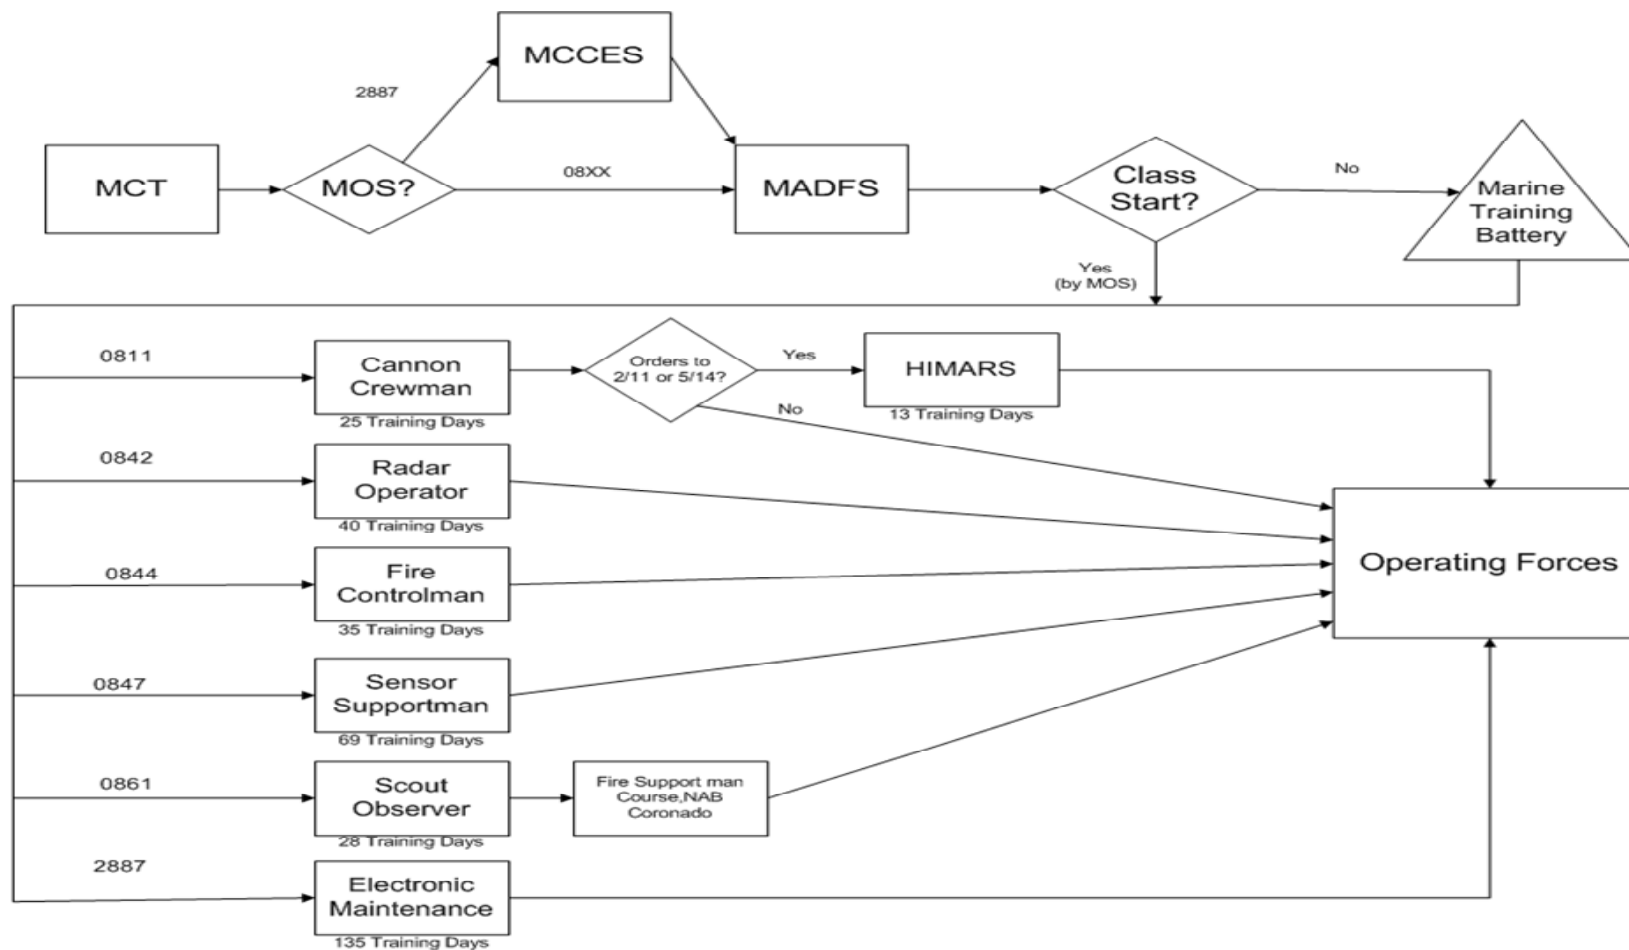 MCCES
2887
MCT
MOS?
08XX
MADFS
Class
Start?
No
Marine
Training
Battery
Yes
(by MOS)
0811
Cannon
Crewman
25 Training Days
Orders to
2/11 or 5/14?
Yes
No
HIMARS
13 Training Days
0842
Radar
Operator
40 Training Days
0844
Fire
Controlman
35 Training Days
Operating Forces
0847
Sensor
Supportman
69 Training Days
0861
Scout
Observer
28 Training Days
Fire Support man
Course,NAB
Coronado
2887
Electronic
Maintenance
135 Training Days